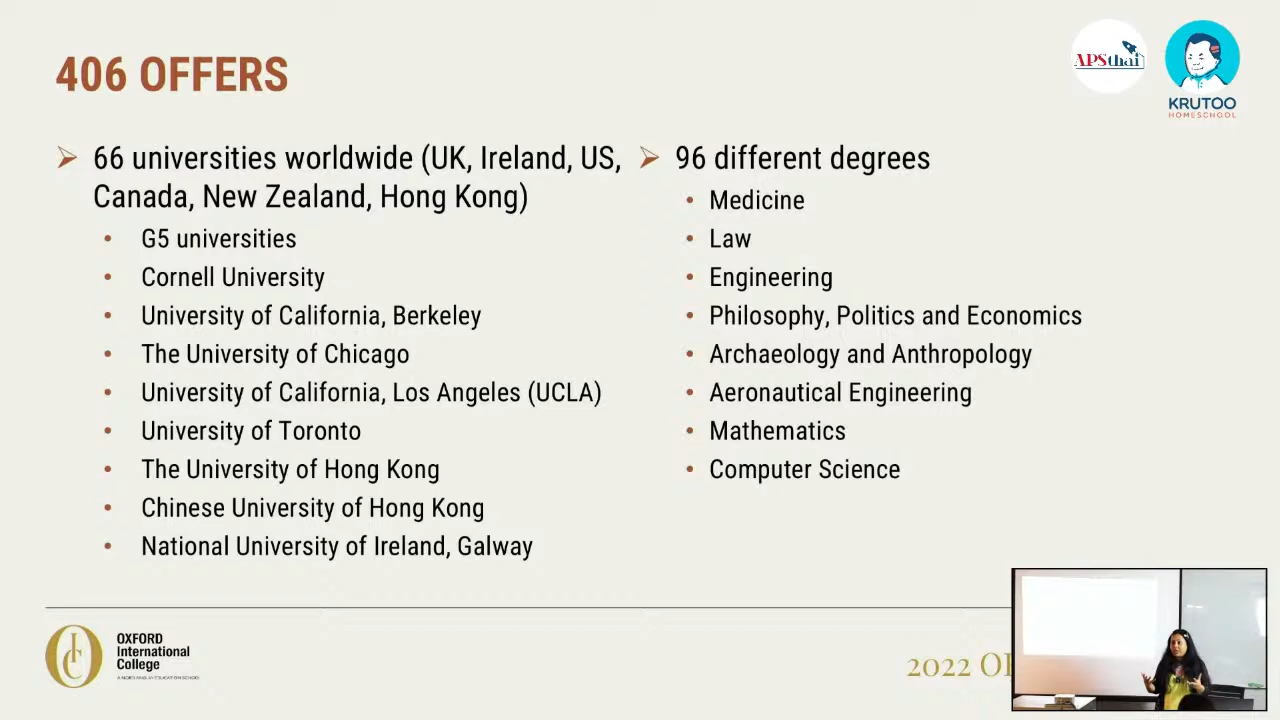 406 OFFERS
APSthai
KRUTOO
HOMESCHOOL
➢ 66 universities worldwide (UK, Ireland, US,
Canada, New Zealand, Hong Kong)
• G5 universities
• Cornell University
• University of California, Berkeley
• The University of Chicago
• University of California, Los Angeles (UCLA)
• University of Toronto
• The University of Hong Kong
• Chinese University of Hong Kong
• National University of Ireland, Galway
➢ 96 different degrees
• Medicine
• Law
• Engineering
• Philosophy, Politics and Economics
• Archaeology and Anthropology
• Aeronautical Engineering
• Mathematics
• Computer Science
OIC
OXFORD
International
College
2022